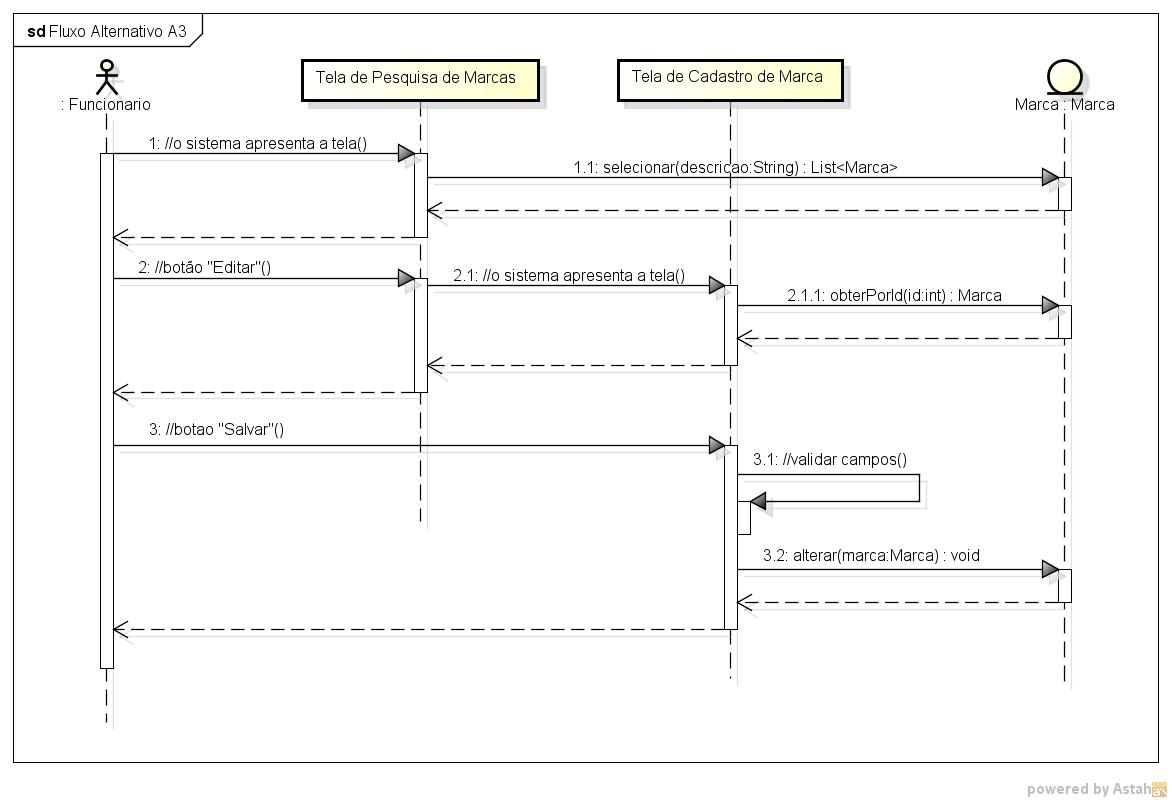 sd Fluxo Alternativo A3
Tela de Pesquisa de Marcas
Tela de Cadastro de Marca
: Funcionario
Marca : Marca
1: //o sistema apresenta a tela()
1.1: selecionar(descricao:String) : List<Marca>
2: //botão "Editar"()
2.1: //o sistema apresenta a tela()
2.1.1: obterPorId(id:int) : Marca
3: //botao "Salvar"()
3.1: //validar campos()
3.2: alterar(marca:Marca) : void
powered by Astah